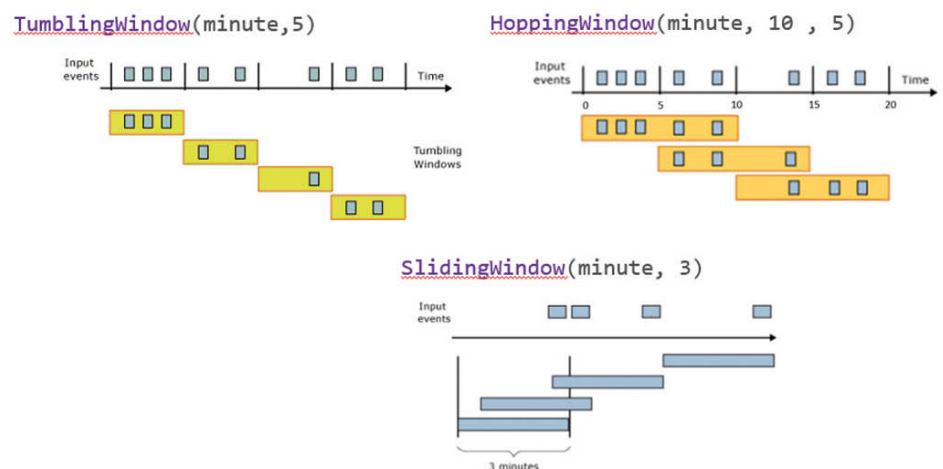 TumblingWindow(minute,5)
Input
events
Time
Tumbling
Windows
HoppingWindow(minute, 10 , 5)
Input
events
Time
0 5 10 15 20
SlidingWindow(minute, 3)
Input
events
3 minutes